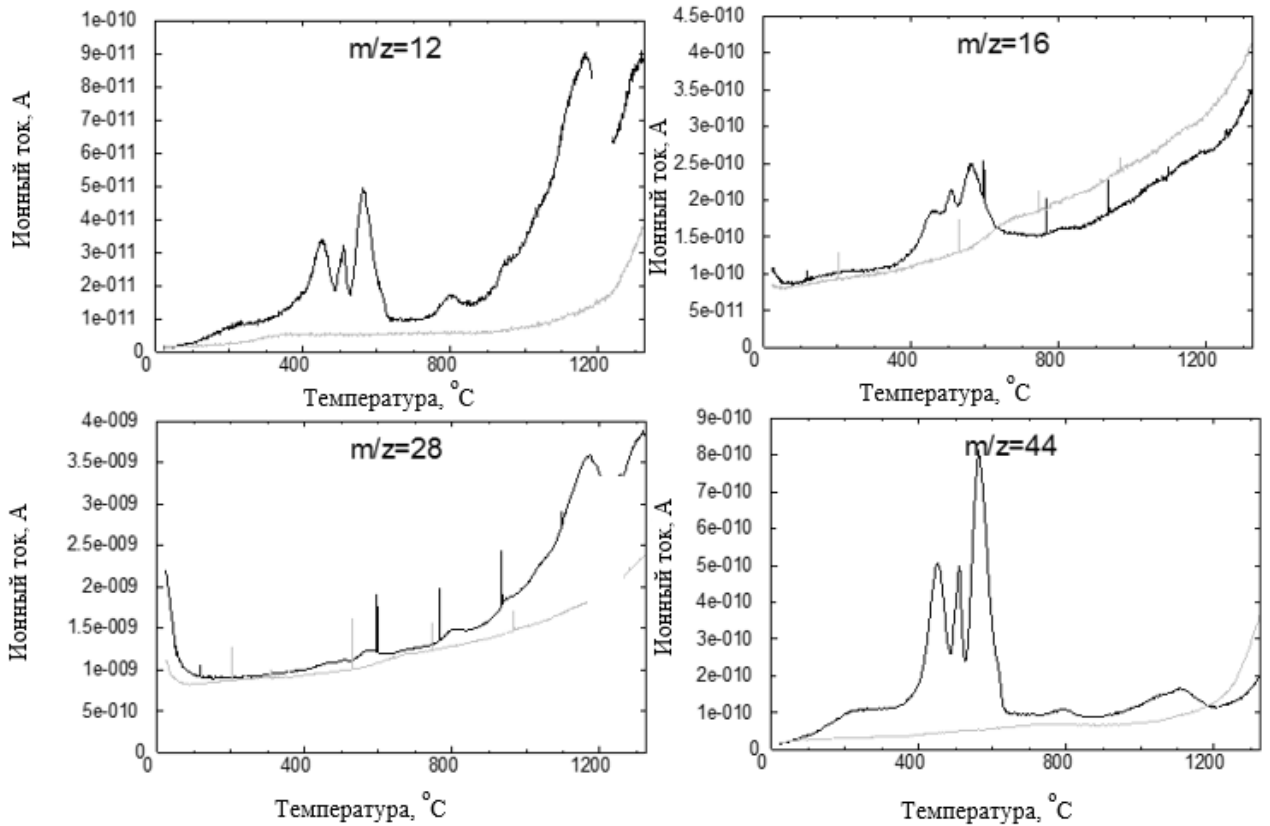 m/z=12
1e-010
9e-011
8e-011
7e-011
6e-011
5e-011
4e-011
3e-011
2e-011
1e-011
0
0 400 800 1200
Ионный ток, А
Температура, °С
m/z=16
4.5e-010
4e-010
3.5e-010
3e-010
2.5e-010
2e-010
1.5e-010
1e-010
5e-011
0
0 400 800 1200
Ионный ток, А
Температура, °С
m/z=28
4e-009
3.5e-009
3e-009
2.5e-009
2e-009
1.5e-009
1e-009
5e-010
0
0 400 800 1200
Ионный ток, А
Температура, °С
m/z=44
9e-010
8e-010
7e-010
6e-010
5e-010
4e-010
3e-010
2e-010
1e-010
0
0 400 800 1200
Ионный ток, А
Температура, °С